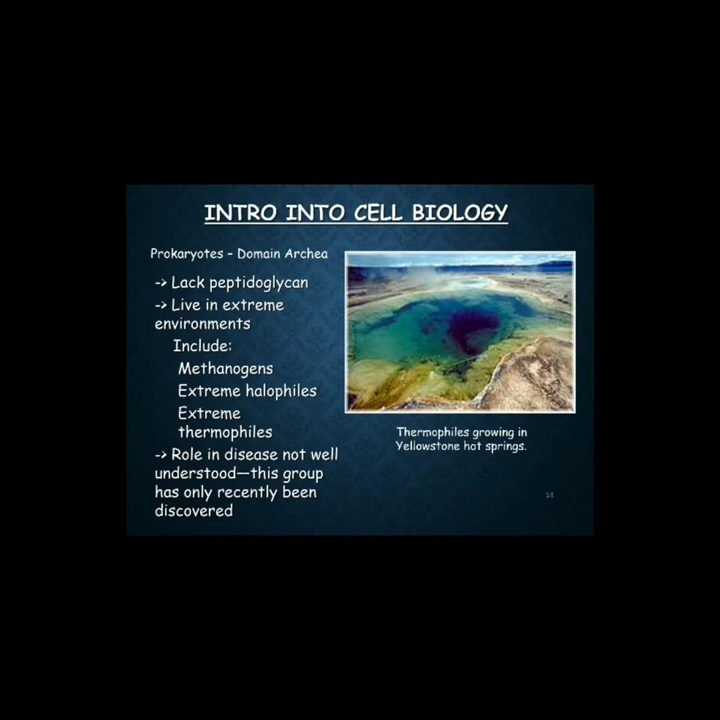 INTRO INTO CELL BIOLOGY
Prokaryotes – Domain Archea
-> Lack peptidoglycan
-> Live in extreme
environments
Include:
Methanogens
Extreme halophiles
Extreme
thermophiles
-> Role in disease not well
understood—this group
has only recently been
discovered
Thermophiles growing in
Yellowstone hot springs.
14